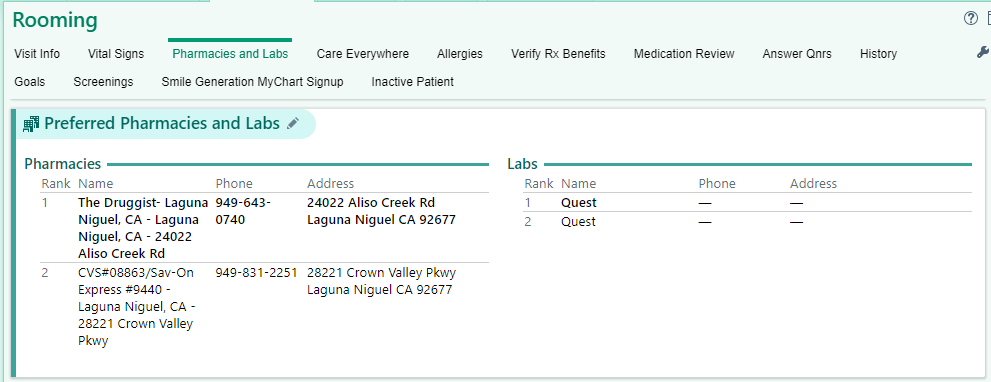 Rooming
Visit Info Vital Signs Pharmacies and Labs Care Everywhere Allergies Verify Rx Benefits Medication Review Answer Qnrs History
Goals Screenings Smile Generation MyChart Signup Inactive Patient
Preferred Pharmacies and Labs
Pharmacies
Rank Name Phone Address
1 The Druggist- Laguna 949-643- 24022 Aliso Creek Rd
Niguel, CA - Laguna 0740 Laguna Niguel CA 92677
Niguel, CA - 24022
Aliso Creek Rd
2 CVS#08863/Sav-On 949-831-2251 28221 Crown Valley Pkwy
Express #9440 - Laguna Niguel CA 92677
Laguna Niguel, CA -
28221 Crown Valley
Pkwy
Labs
Rank Name Phone Address
1 Quest — —
2 Quest — —